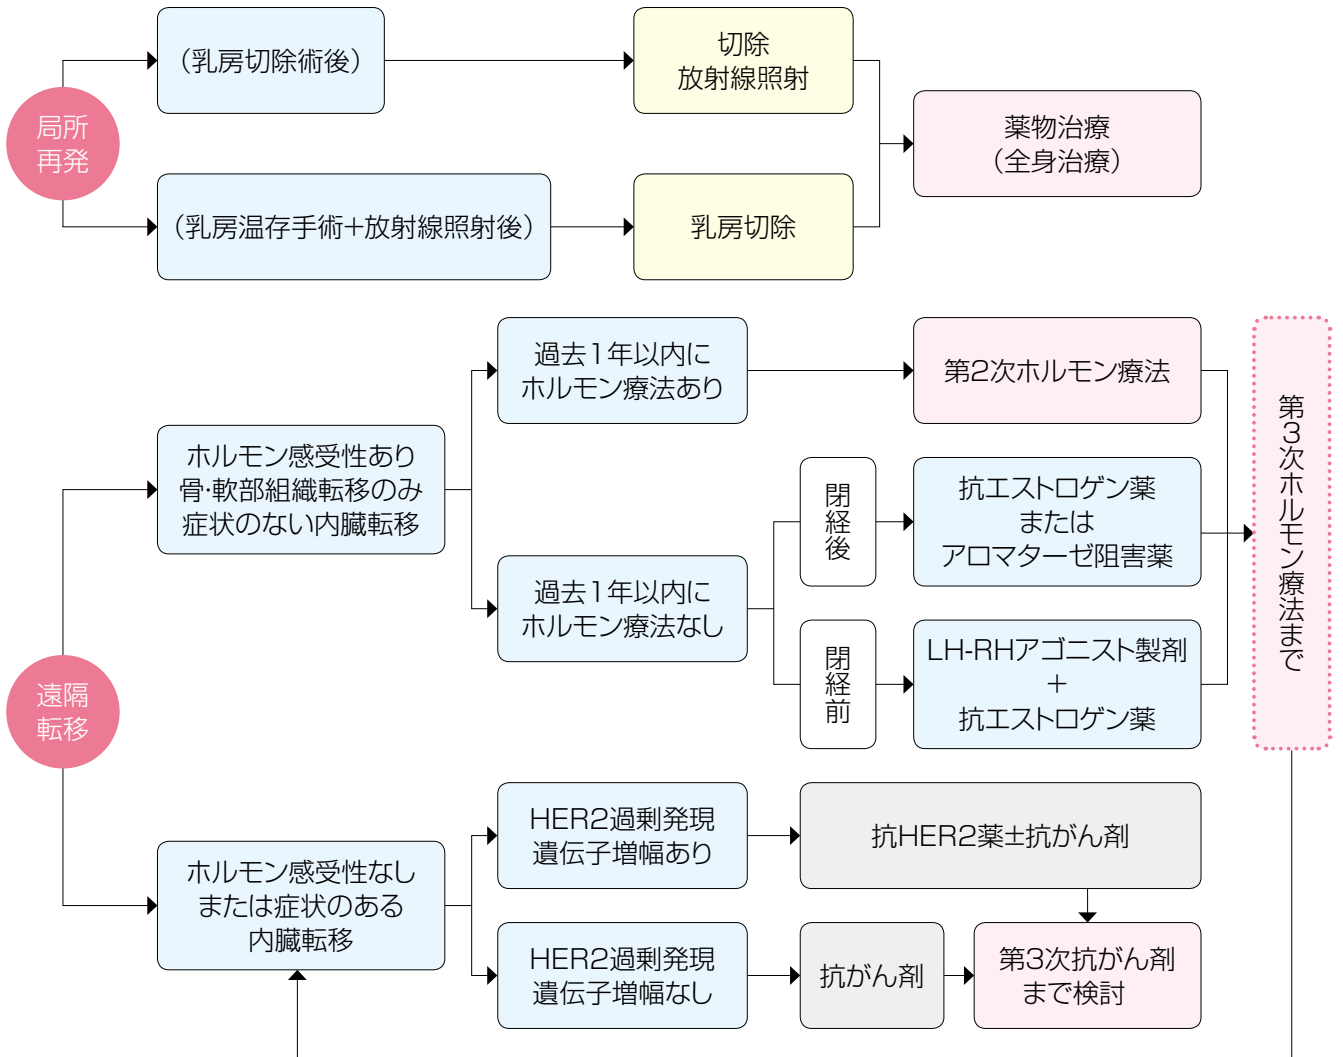 局所
再発
（乳房切除術後）
切除
放射線照射
（乳房温存手術＋放射線照射後）
乳房切除
薬物治療
（全身治療）
遠隔
転移
ホルモン感受性あり
骨・軟部組織転移のみ
症状のない内臓転移
過去1年以内に
ホルモン療法あり
第2次ホルモン療法
過去1年以内に
ホルモン療法なし
閉経後
抗エストロゲン薬
または
アロマターゼ阻害薬
閉経前
LH-RHアゴニスト製剤
＋
抗エストロゲン薬
第3次ホルモン療法まで
ホルモン感受性なし
または症状のある
内臓転移
HER2過剰発現
遺伝子増幅あり
抗HER2薬±抗がん剤
HER2過剰発現
遺伝子増幅なし
抗がん剤
第3次抗がん剤
まで検討